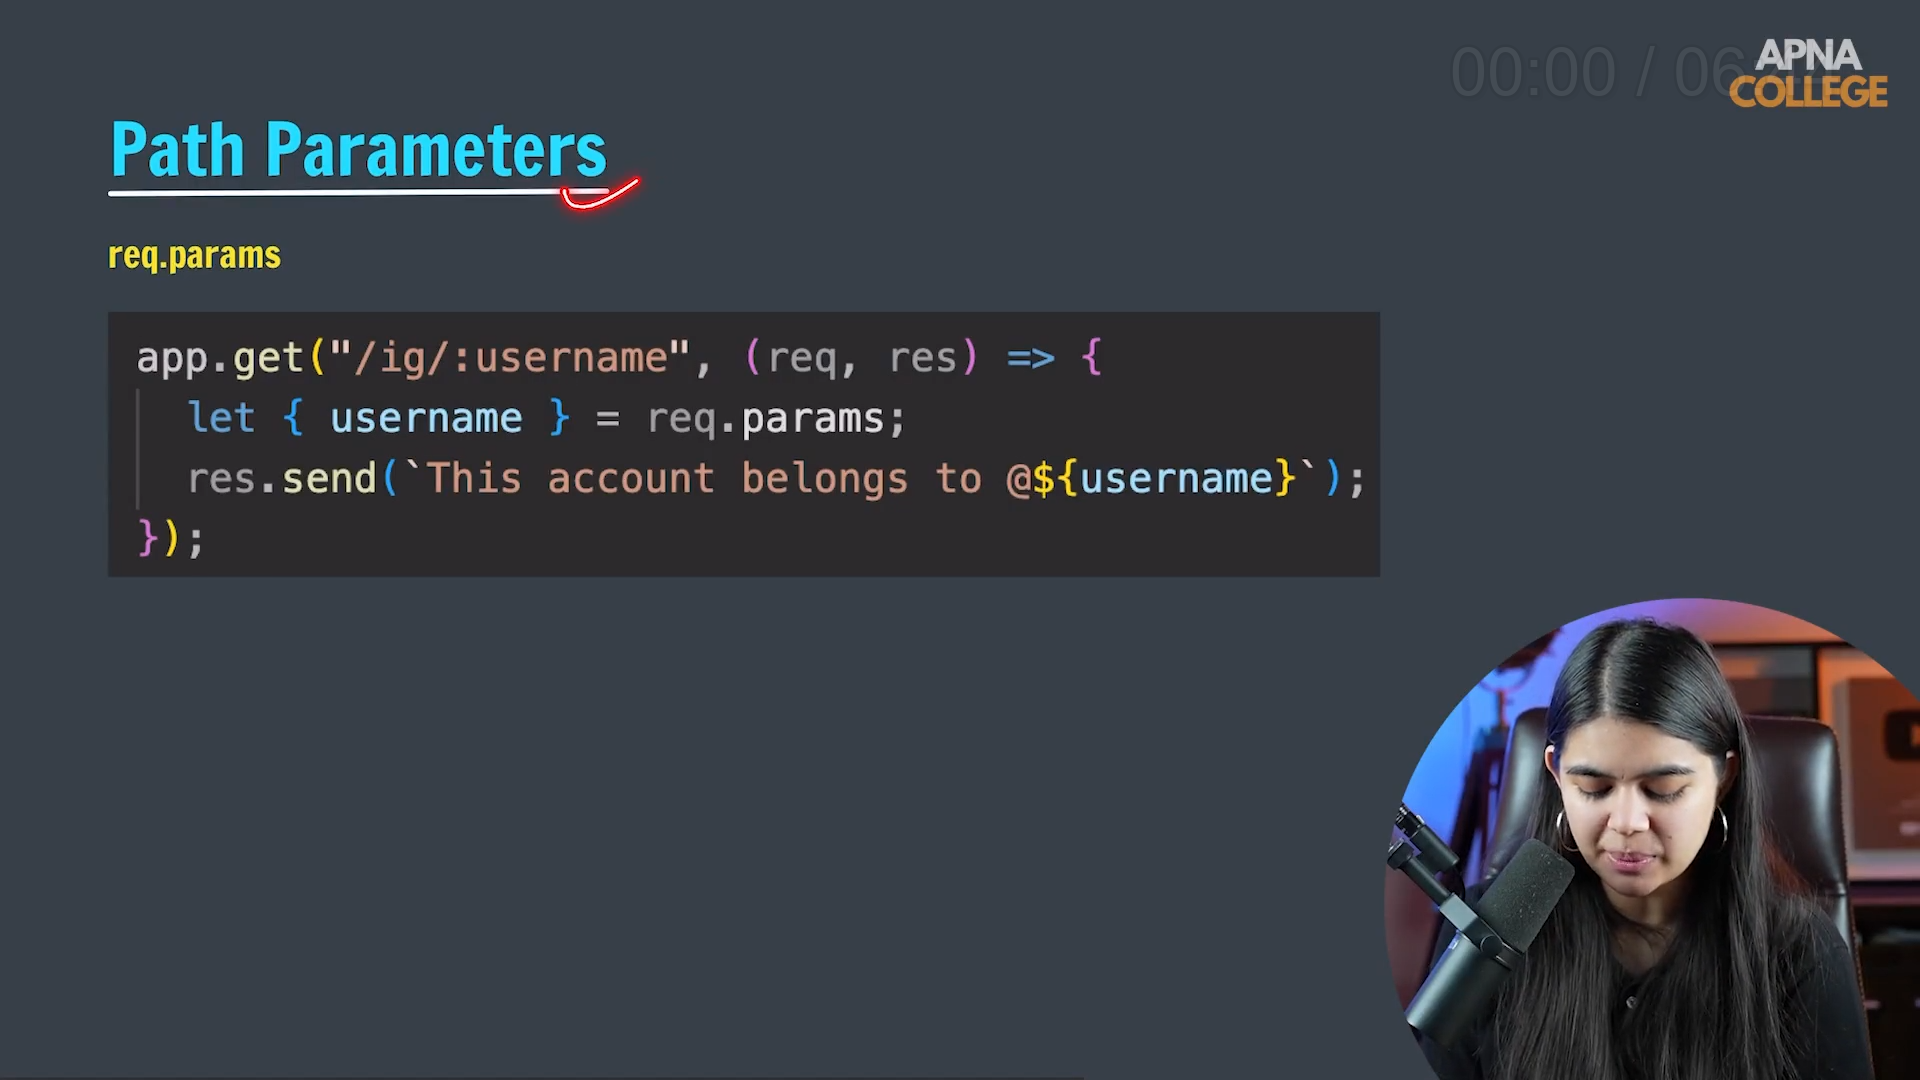 00:00 / 06
APNA
COLLEGE
Path Parameters
req.params
app.get("/ig/:username", (req, res) => {
  let { username } = req.params;
  res.send(`This account belongs to @${username}`);
});